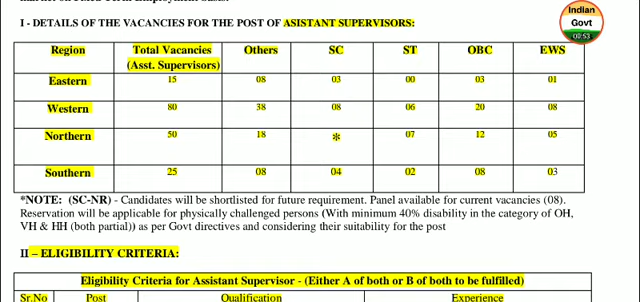 I - DETAILS OF THE VACANCIES FOR THE POST OF ASISTANT SUPERVISORS:
Indian
Govt
00:53
Region Total Vacancies (Asst. Supervisors) Others SC ST OBC EWS
Eastern 15 08 03 00 03 01
Western 80 38 08 06 20 08
Northern 50 18 * 07 12 05
Southern 25 08 04 02 08 03
*NOTE: (SC-NR) - Candidates will be shortlisted for future requirement. Panel available for current vacancies (08).
Reservation will be applicable for physically challenged persons (With minimum 40% disability in the category of OH,
VH & HH (both partial)) as per Govt directives and considering their suitability for the post
II – ELIGIBILITY CRITERIA:
Eligibility Criteria for Assistant Supervisor - (Either A of both or B of both to be fulfilled)
Sr.No Post Qualification Experience